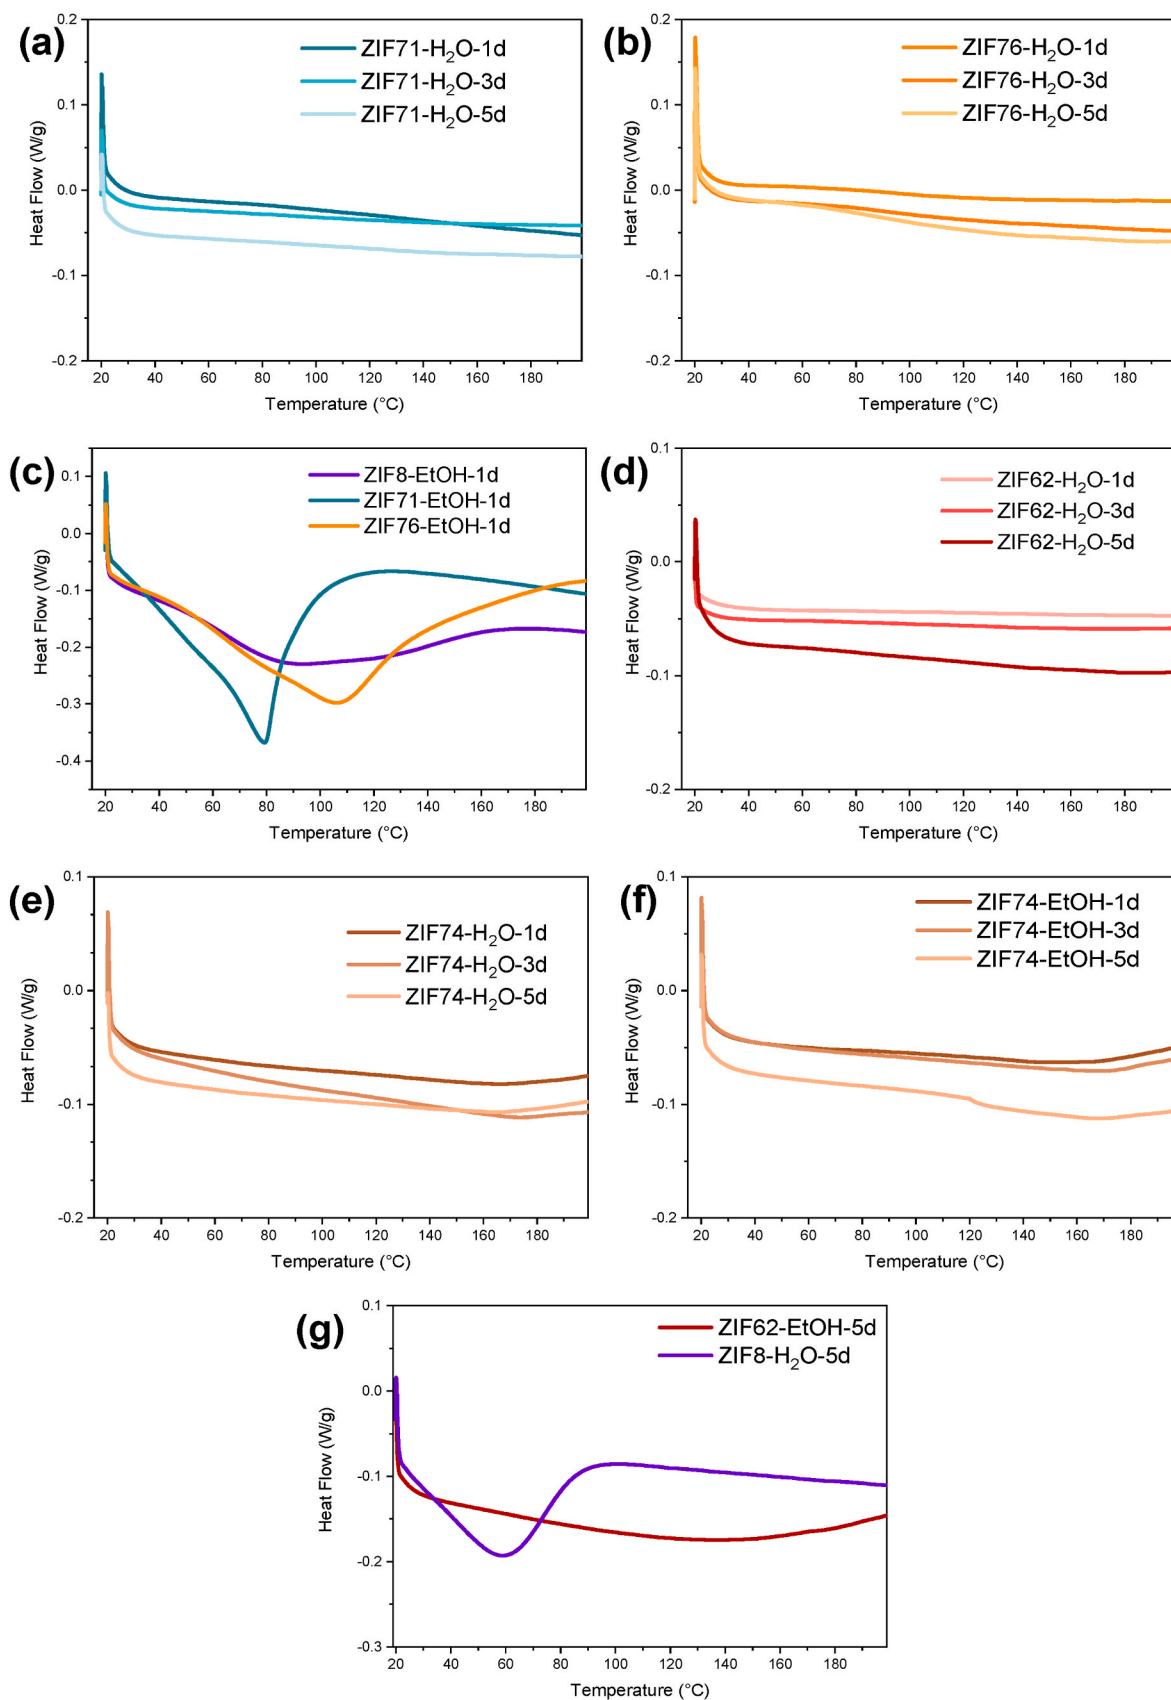 (a)
ZIF71-H₂O-1d
ZIF71-H₂O-3d
ZIF71-H₂O-5d
0.2
0.1
0.0
-0.1
-0.2
Heat Flow (W/g)
20 40 60 80 100 120 140 160 180
Temperature (°C)
(b)
ZIF76-H₂O-1d
ZIF76-H₂O-3d
ZIF76-H₂O-5d
0.2
0.1
0.0
-0.1
-0.2
Heat Flow (W/g)
20 40 60 80 100 120 140 160 180
Temperature (°C)
(c)
ZIF8-EtOH-1d
ZIF71-EtOH-1d
ZIF76-EtOH-1d
0.1
0.0
-0.1
-0.2
-0.3
-0.4
Heat Flow (W/g)
20 40 60 80 100 120 140 160 180
Temperature (°C)
(d)
ZIF62-H₂O-1d
ZIF62-H₂O-3d
ZIF62-H₂O-5d
0.1
0.0
-0.1
-0.2
Heat Flow (W/g)
20 40 60 80 100 120 140 160 180
Temperature (°C)
(e)
ZIF74-H₂O-1d
ZIF74-H₂O-3d
ZIF74-H₂O-5d
0.1
0.0
-0.1
-0.2
Heat Flow (W/g)
20 40 60 80 100 120 140 160 180
Temperature (°C)
(f)
ZIF74-EtOH-1d
ZIF74-EtOH-3d
ZIF74-EtOH-5d
0.1
0.0
-0.1
-0.2
Heat Flow (W/g)
20 40 60 80 100 120 140 160 180
Temperature (°C)
(g)
ZIF62-EtOH-5d
ZIF8-H₂O-5d
0.1
0.0
-0.1
-0.2
-0.3
Heat Flow (W/g)
20 40 60 80 100 120 140 160 180
Temperature (°C)